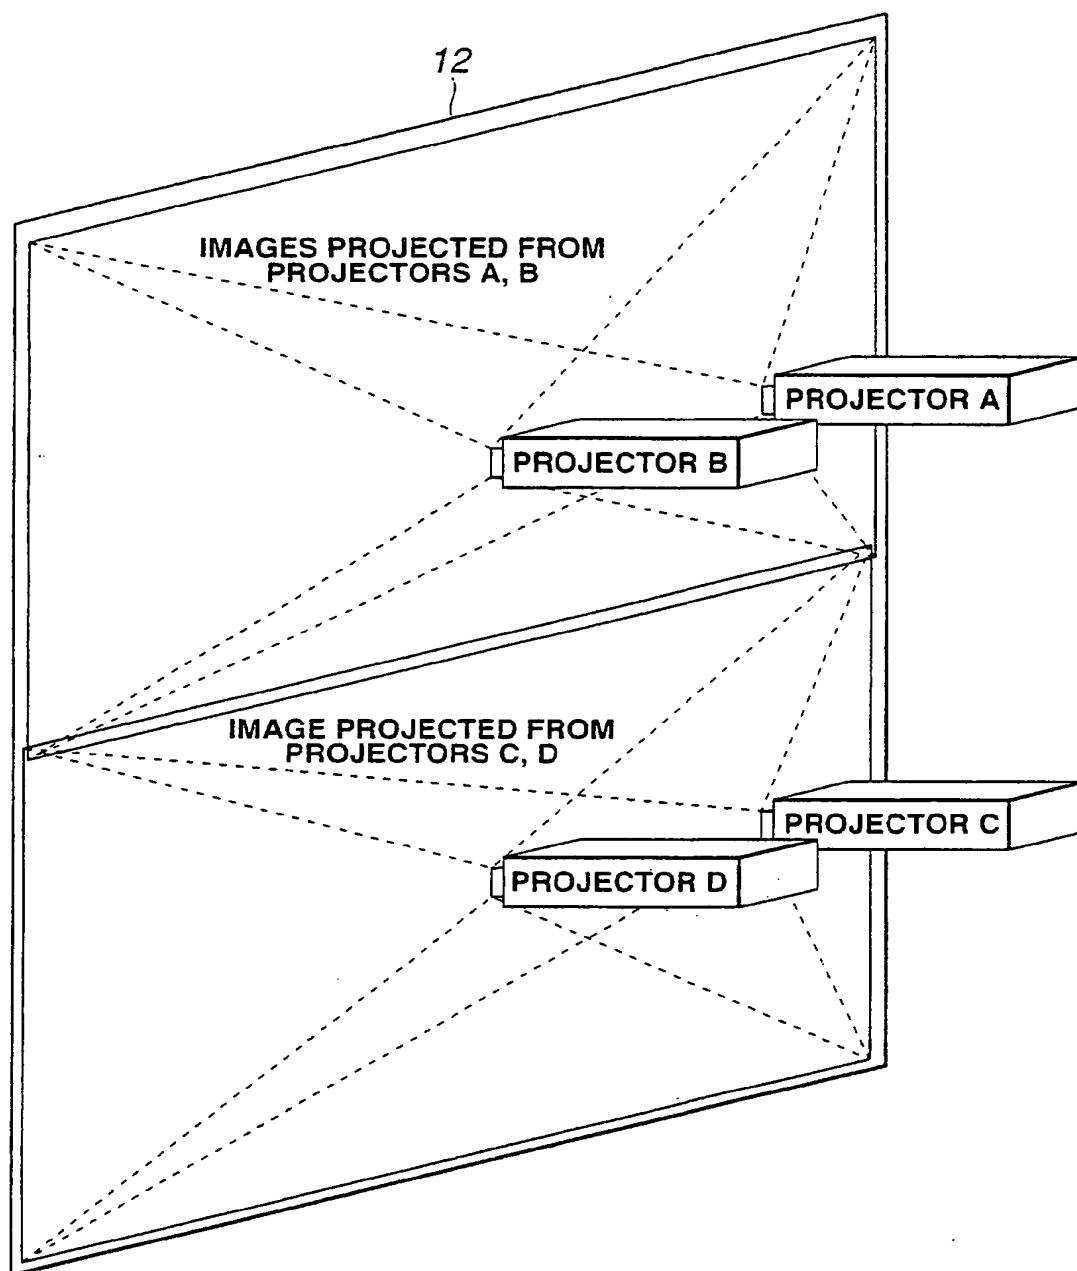 12
IMAGES PROJECTED FROM
PROJECTORS A, B
PROJECTOR A
PROJECTOR B
IMAGE PROJECTED FROM
PROJECTORS C, D
PROJECTOR C
PROJECTOR D